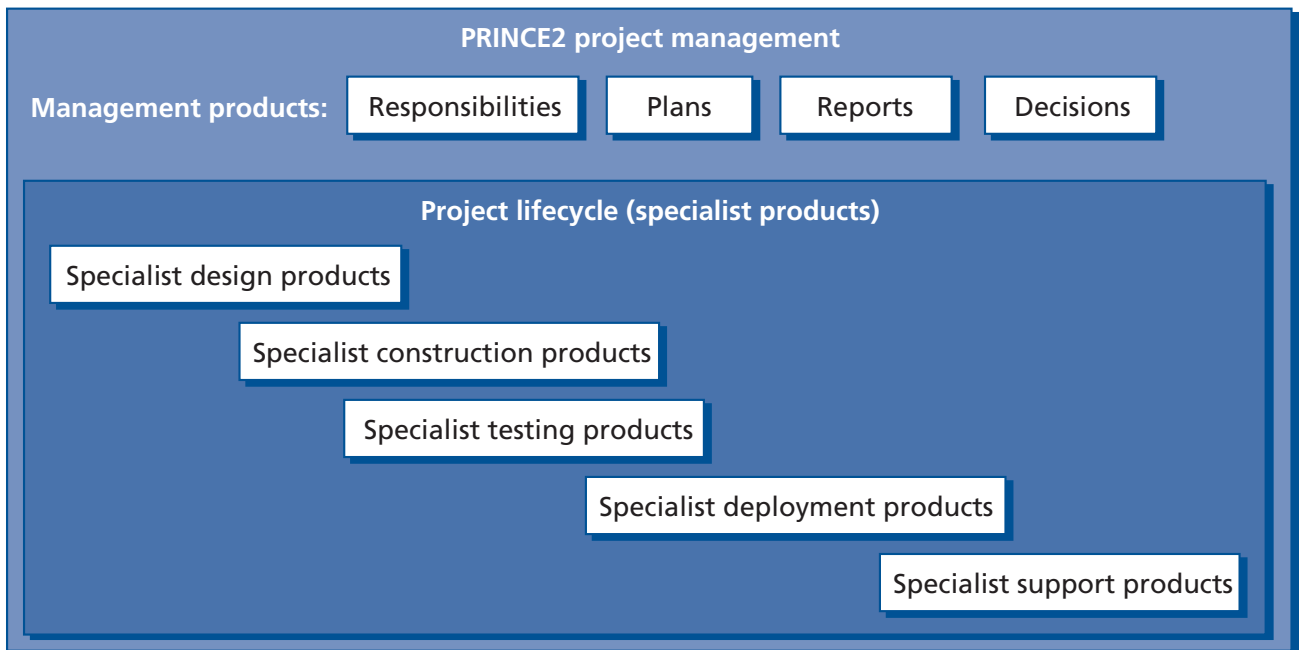 PRINCE2 project management
Management products: Responsibilities Plans Reports Decisions
Project lifecycle (specialist products)
Specialist design products
Specialist construction products
Specialist testing products
Specialist deployment products
Specialist support products